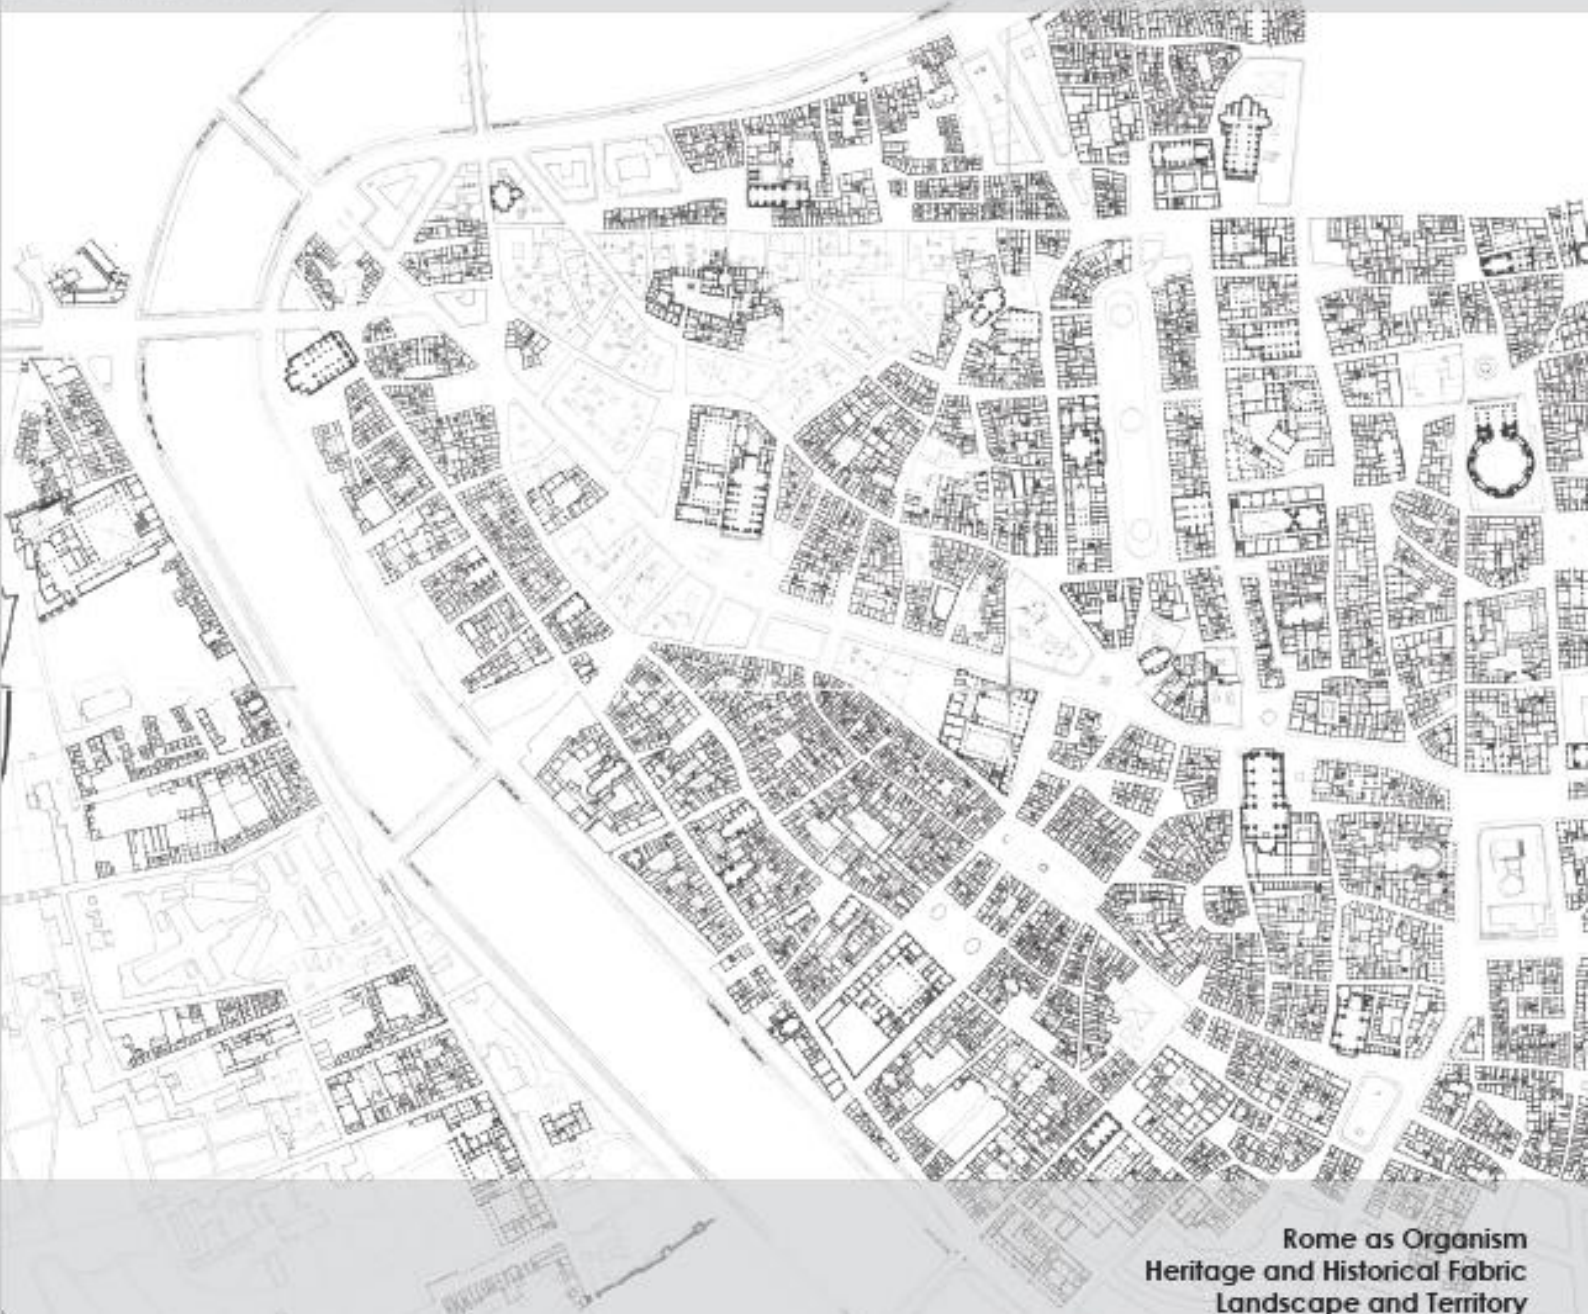 Rome as Organism
Heritage and Historical Fabric
Landscape and Territory